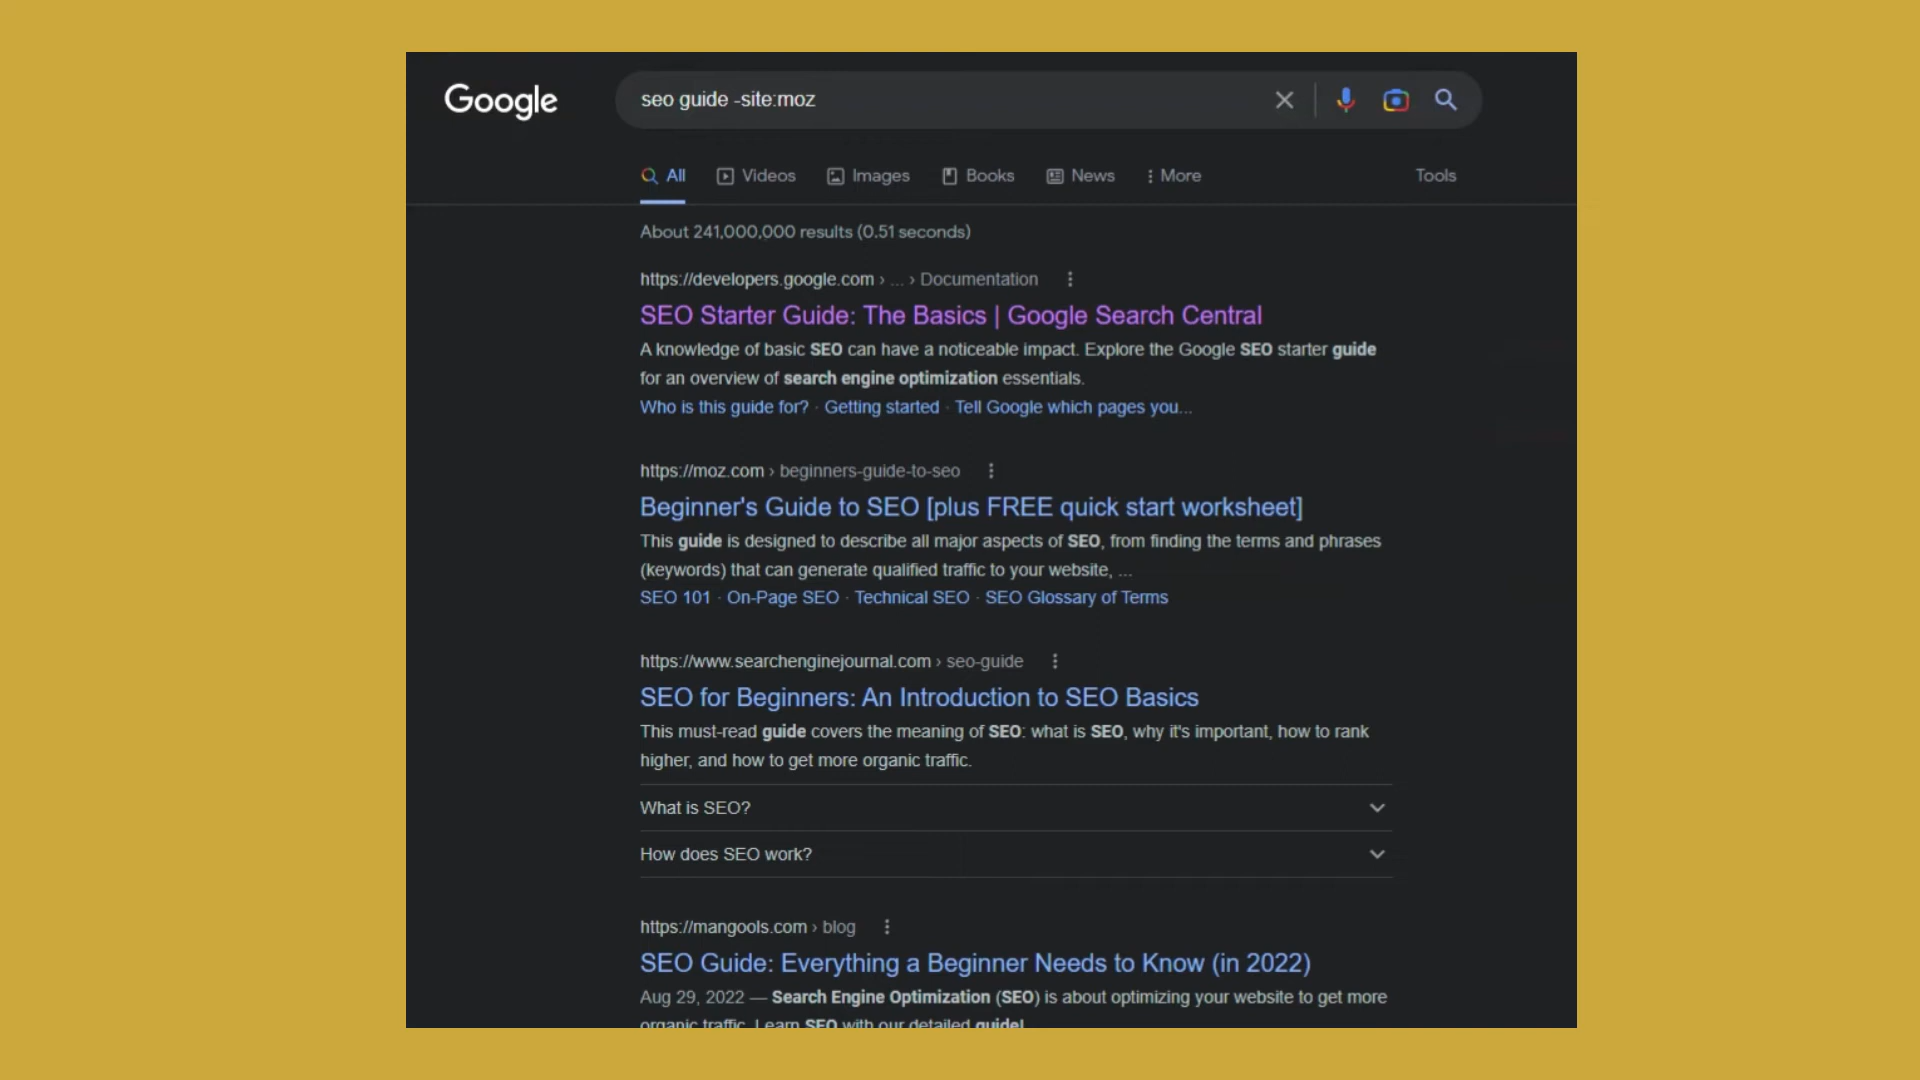 Google
seo guide -site:moz
All Videos Images Books News More Tools
About 241,000,000 results (0.51 seconds)
https://developers.google.com › ... › Documentation
SEO Starter Guide: The Basics | Google Search Central
A knowledge of basic SEO can have a noticeable impact. Explore the Google SEO starter guide
for an overview of search engine optimization essentials.
Who is this guide for? · Getting started · Tell Google which pages you...
https://moz.com › beginners-guide-to-seo
Beginner's Guide to SEO [plus FREE quick start worksheet]
This guide is designed to describe all major aspects of SEO, from finding the terms and phrases
(keywords) that can generate qualified traffic to your website, ...
SEO 101 · On-Page SEO · Technical SEO · SEO Glossary of Terms
https://www.searchenginejournal.com › seo-guide
SEO for Beginners: An Introduction to SEO Basics
This must-read guide covers the meaning of SEO: what is SEO, why it's important, how to rank
higher, and how to get more organic traffic.
What is SEO?
How does SEO work?
https://mangools.com › blog
SEO Guide: Everything a Beginner Needs to Know (in 2022)
Aug 29, 2022 — Search Engine Optimization (SEO) is about optimizing your website to get more
organic traffic. Learn SEO with our detailed guide!